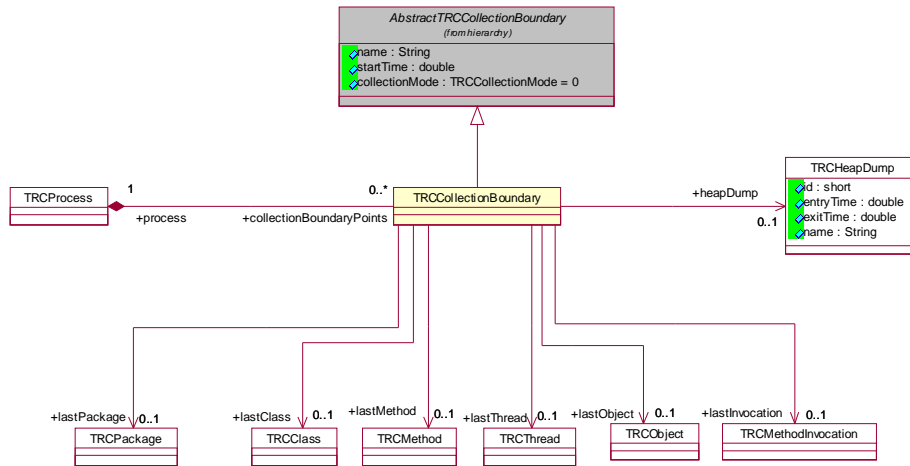 AbstractTRCCollectionBoundary
(from hierarchy)
name : String
startTime : double
collectionMode : TRCCollectionMode = 0
TRCProcess
1
+process
0..*
+collectionBoundaryPoints
TRCCollectionBoundary
+heapDump
0..1
TRCHeapDump
id : short
entryTime : double
exitTime : double
name : String
+lastPackage
0..1
TRCPackage
+lastClass
0..1
TRCClass
+lastMethod
0..1
TRCMethod
+lastThread
0..1
TRCThread
+lastObject
0..1
TRCObject
+lastInvocation
0..1
TRCMethodInvocation